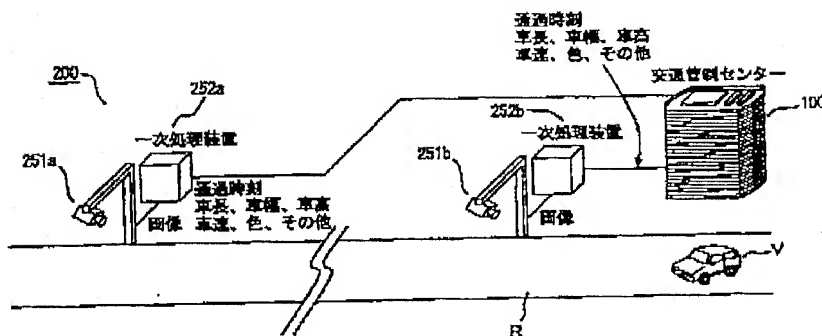 通過時刻
車長、車幅、車高
車速、色、その他
交通管制センター
100
200
252a
一次処理装置
251a
通過時刻
車長、車幅、車高
車速、色、その他
画像
252b
一次処理装置
251b
画像
V
R